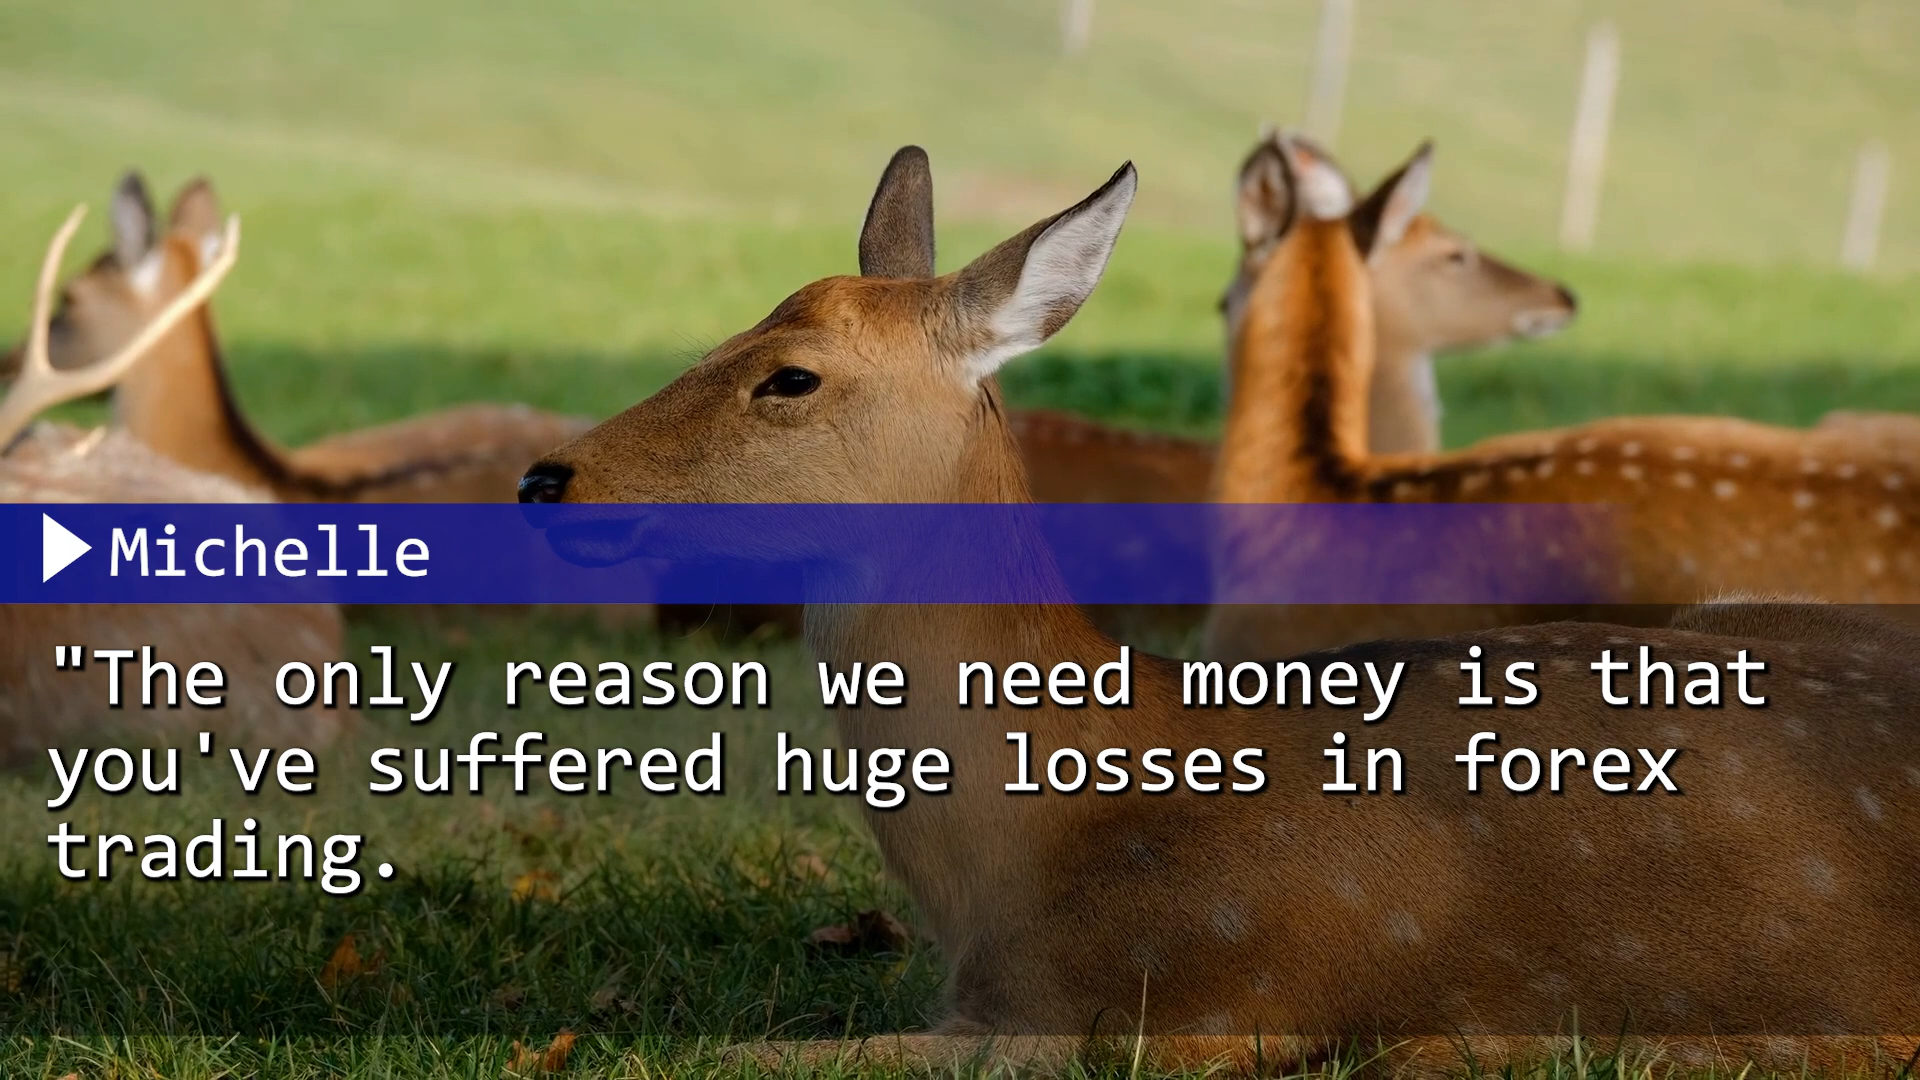 Michelle
"The only reason we need money is that
you've suffered huge losses in forex
trading.